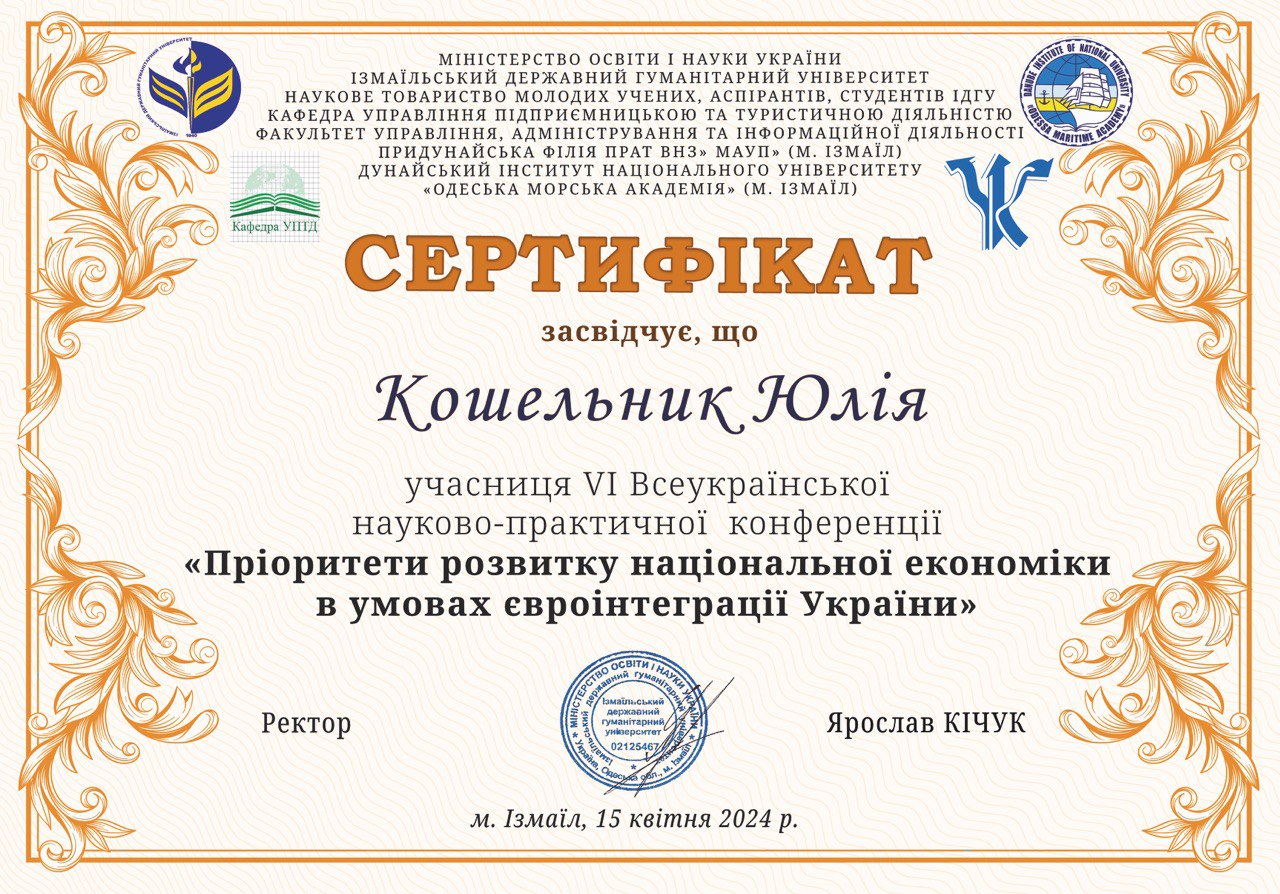 МІНІСТЕРСТВО ОСВІТИ І НАУКИ УКРАЇНИ
ІЗМАЇЛЬСЬКИЙ ДЕРЖАВНИЙ ГУМАНІТАРНИЙ УНІВЕРСИТЕТ
НАУКОВЕ ТОВАРИСТВО МОЛОДИХ УЧЕНИХ, АСПІРАНТІВ, СТУДЕНТІВ ІДГУ
КАФЕДРА УПРАВЛІННЯ ПІДПРИЄМНИЦЬКОЮ ТА ТУРИСТИЧНОЮ ДІЯЛЬНІСТЮ
ФАКУЛЬТЕТ УПРАВЛІННЯ, АДМІНІСТРУВАННЯ ТА ІНФОРМАЦІЙНОЇ ДІЯЛЬНОСТІ
ПРИДУНАЙСЬКА ФІЛІЯ ПРАТ ВНЗ» МАУП» (М. ІЗМАЇЛ)
ДУНАЙСЬКИЙ ІНСТИТУТ НАЦІОНАЛЬНОГО УНІВЕРСИТЕТУ
«ОДЕСЬКА МОРСЬКА АКАДЕМІЯ» (М. ІЗМАЇЛ)
ІЗМАЇЛЬСЬКИЙ ДЕРЖАВНИЙ ГУМАНІТАРНИЙ УНІВЕРСИТЕТ
1940
DANUBE INSTITUTE OF NATIONAL UNIVERSITY
«ODESSA MARITIME ACADEMY»
Кафедра УПТД
СЕРТИФІКАТ
засвідчує, що
Кошельник Юлія
учасниця VI Всеукраїнської
науково-практичної конференції
«Пріоритети розвитку національної економіки
в умовах євроінтеграції України»
Ректор
МІНІСТЕРСТВО ОСВІТИ І НАУКИ УКРАЇНИ
Ізмаїльський державний гуманітарний
Україна, Одеська обл., м. Ізмаїл
Ізмаїльський
державний
гуманітарний
університет
02125467
Ярослав КІЧУК
м. Ізмаїл, 15 квітня 2024 р.